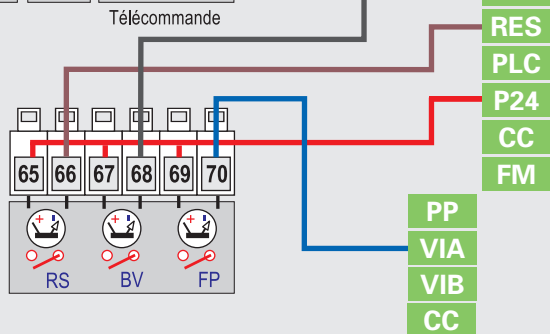 Télécommande
RES
PLC
P24
CC
FM
65 66 67 68 69 70
RS BV FP
PP
VIA
VIB
CC